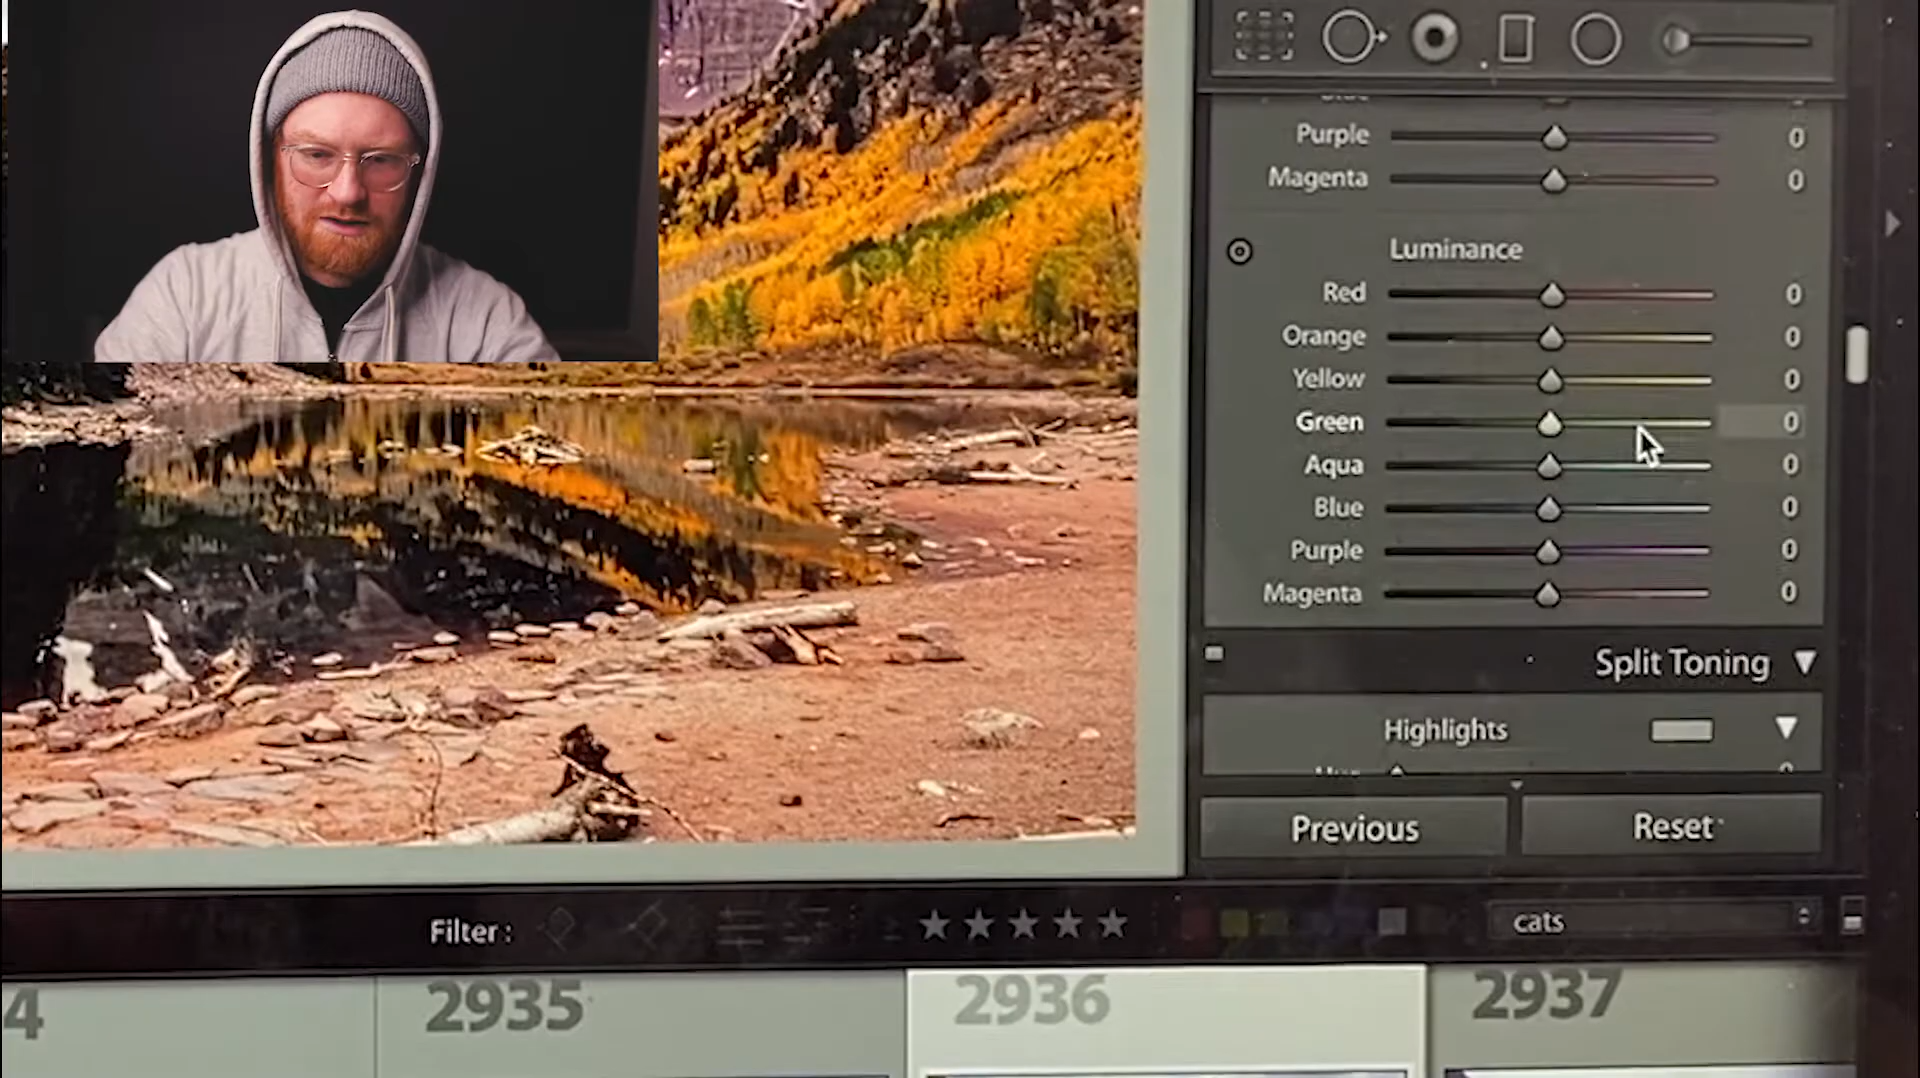 Purple 0
Magenta 0
Luminance
Red 0
Orange 0
Yellow 0
Green 0
Aqua 0
Blue 0
Purple 0
Magenta 0
Split Toning
Highlights
Previous Reset
Filter : cats
4 2935 2936 2937